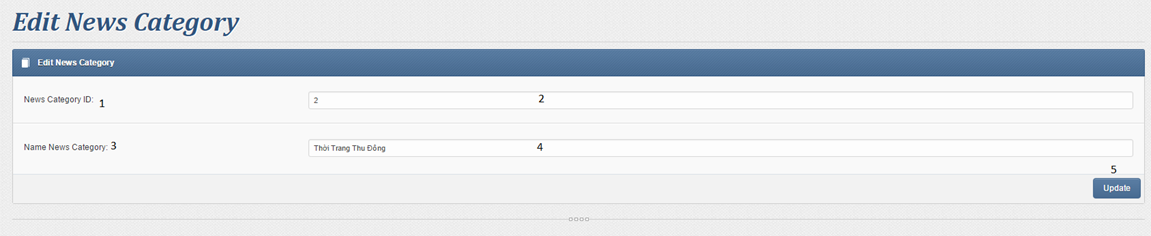 Edit News Category
Edit News Category
News Category ID: 1
2 2
Name News Category: 3
Thời Trang Thu Đông 4
5
Update